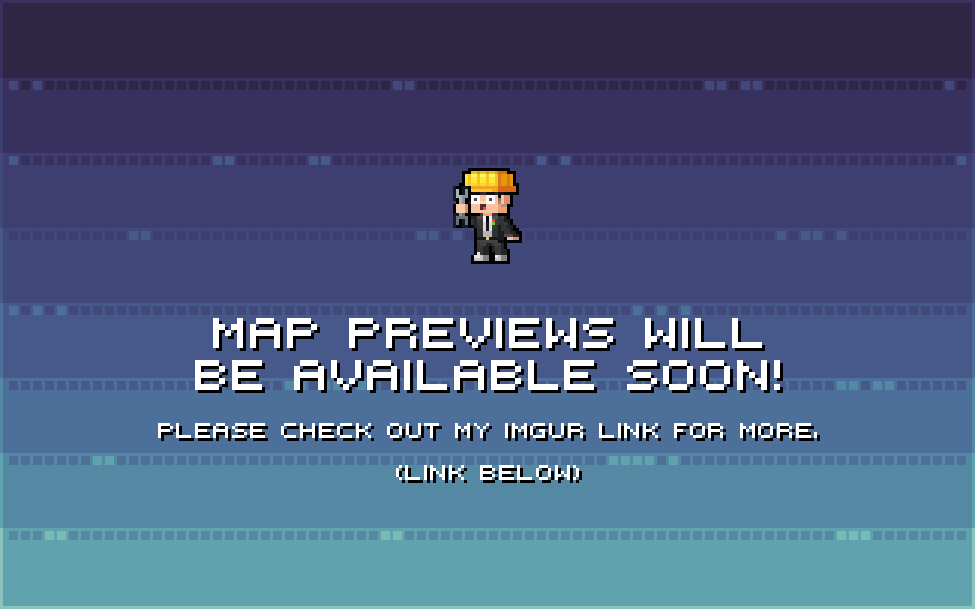 MAP PREVIEWS WILL
BE AVAILABLE SOON!
PLEASE CHECK OUT MY IMGUR LINK FOR MORE.
(LINK BELOW)